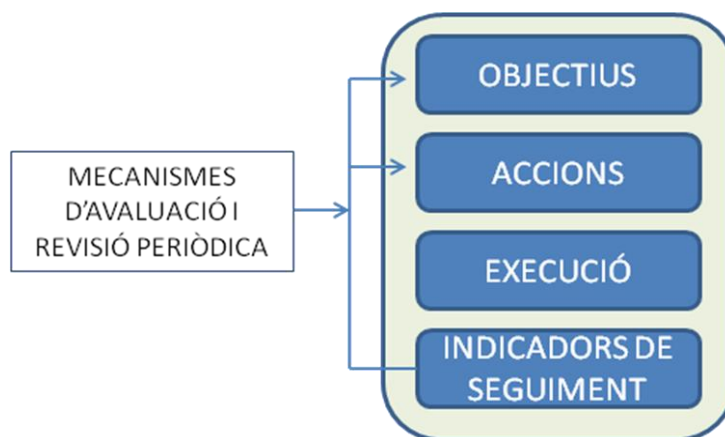 OBJECTIUS
ACCIONS
MECANISMES
D'AVALUACIÓ I
REVISIÓ PERIÒDICA
EXECUCIÓ
INDICADORS DE
SEGUIMENT